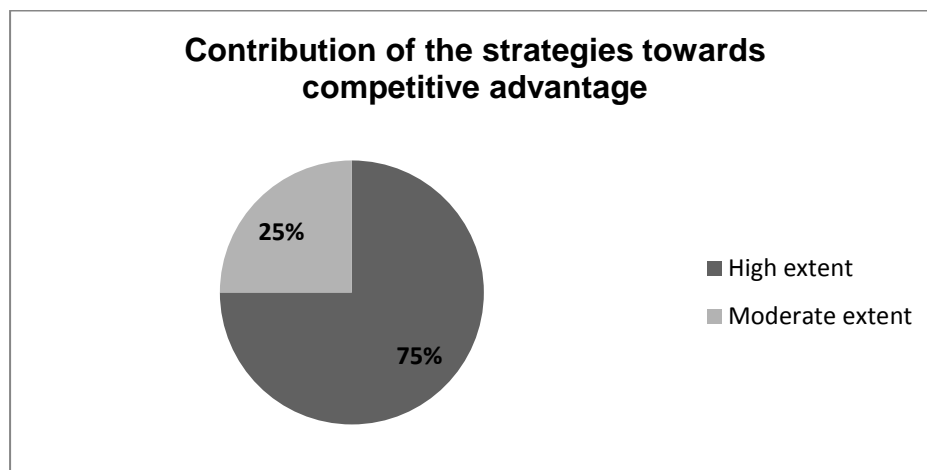 Contribution of the strategies towards
competitive advantage
25%
75%
High extent
Moderate extent